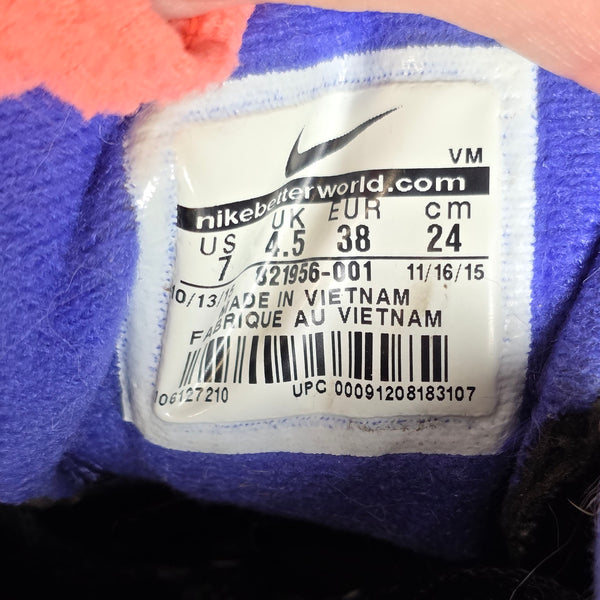 VM
nikebetterworld.com
US UK EUR cm
7 4.5 38 24
821956-001 11/16/15
MADE IN VIETNAM
FABRIQUE AU VIETNAM
06127210 UPC 00091208183107